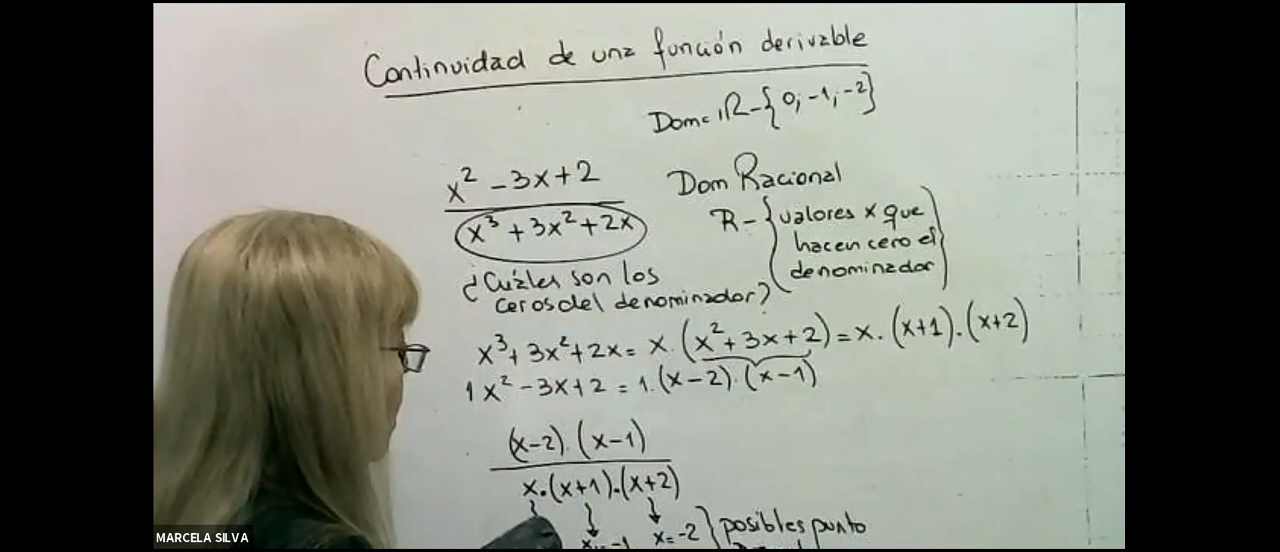 Continuidad de una función derivable
Dom= ℝ-{0; -1; -2}
x² - 3x + 2
x³ + 3x² + 2x
Dom Racional
R - {valores x que
hacen cero el
denominador}
¿Cuáles son los
ceros del denominador?
x³ + 3x² + 2x = x. (x² + 3x + 2) = x. (x+1). (x+2)
1x² - 3x + 2 = 1. (x-2). (x-1)
(x-2). (x-1)
x.(x+1).(x+2)
x=-2 } posibles punto
MARCELA SILVA